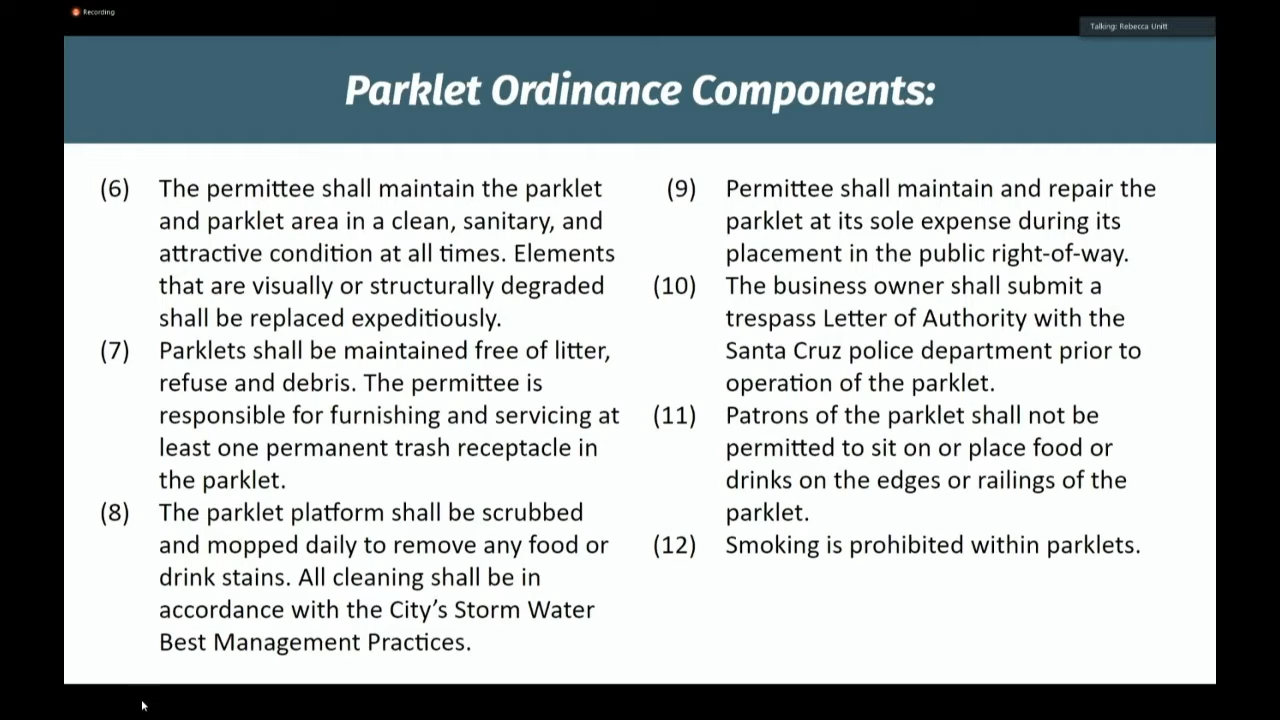 Recording
Talking: Rebecca Unitt
Parklet Ordinance Components:
(6) The permittee shall maintain the parklet
and parklet area in a clean, sanitary, and
attractive condition at all times. Elements
that are visually or structurally degraded
shall be replaced expeditiously.
(7) Parklets shall be maintained free of litter,
refuse and debris. The permittee is
responsible for furnishing and servicing at
least one permanent trash receptacle in
the parklet.
(8) The parklet platform shall be scrubbed
and mopped daily to remove any food or
drink stains. All cleaning shall be in
accordance with the City’s Storm Water
Best Management Practices.
(9) Permittee shall maintain and repair the
parklet at its sole expense during its
placement in the public right-of-way.
(10) The business owner shall submit a
trespass Letter of Authority with the
Santa Cruz police department prior to
operation of the parklet.
(11) Patrons of the parklet shall not be
permitted to sit on or place food or
drinks on the edges or railings of the
parklet.
(12) Smoking is prohibited within parklets.